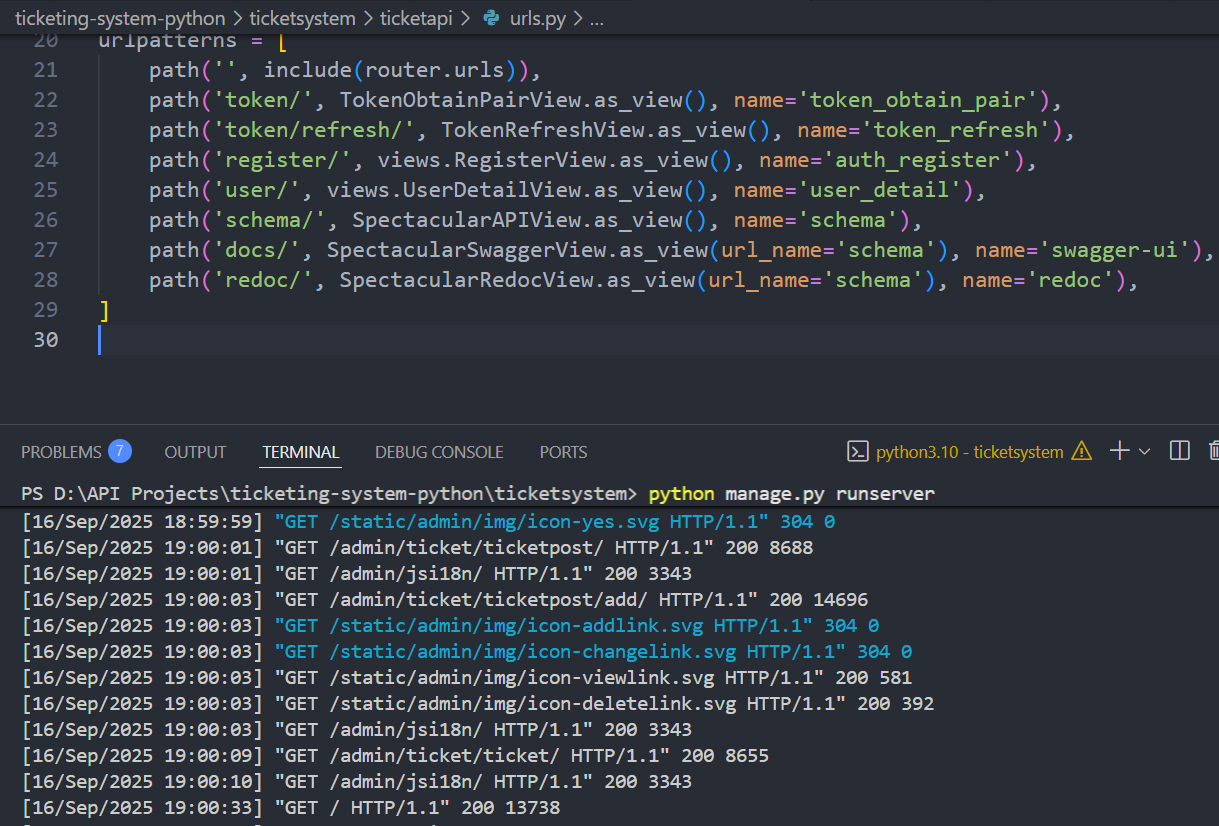 ticketing-system-python > ticketsystem > ticketapi > urls.py > ...
20 urlpatterns = [
21     path('', include(router.urls)),
22     path('token/', TokenObtainPairView.as_view(), name='token_obtain_pair'),
23     path('token/refresh/', TokenRefreshView.as_view(), name='token_refresh'),
24     path('register/', views.RegisterView.as_view(), name='auth_register'),
25     path('user/', views.UserDetailView.as_view(), name='user_detail'),
26     path('schema/', SpectacularAPIView.as_view(), name='schema'),
27     path('docs/', SpectacularSwaggerView.as_view(url_name='schema'), name='swagger-ui'),
28     path('redoc/', SpectacularRedocView.as_view(url_name='schema'), name='redoc'),
29 ]
30
PROBLEMS 7 OUTPUT TERMINAL DEBUG CONSOLE PORTS python3.10 - ticketsystem
PS D:\API Projects\ticketing-system-python\ticketsystem> python manage.py runserver
[16/Sep/2025 18:59:59] "GET /static/admin/img/icon-yes.svg HTTP/1.1" 304 0
[16/Sep/2025 19:00:01] "GET /admin/ticket/ticketpost/ HTTP/1.1" 200 8688
[16/Sep/2025 19:00:01] "GET /admin/jsi18n/ HTTP/1.1" 200 3343
[16/Sep/2025 19:00:03] "GET /admin/ticket/ticketpost/add/ HTTP/1.1" 200 14696
[16/Sep/2025 19:00:03] "GET /static/admin/img/icon-addlink.svg HTTP/1.1" 304 0
[16/Sep/2025 19:00:03] "GET /static/admin/img/icon-changelink.svg HTTP/1.1" 304 0
[16/Sep/2025 19:00:03] "GET /static/admin/img/icon-viewlink.svg HTTP/1.1" 200 581
[16/Sep/2025 19:00:03] "GET /static/admin/img/icon-deletelink.svg HTTP/1.1" 200 392
[16/Sep/2025 19:00:03] "GET /admin/jsi18n/ HTTP/1.1" 200 3343
[16/Sep/2025 19:00:09] "GET /admin/ticket/ticket/ HTTP/1.1" 200 8655
[16/Sep/2025 19:00:10] "GET /admin/jsi18n/ HTTP/1.1" 200 3343
[16/Sep/2025 19:00:33] "GET / HTTP/1.1" 200 13738